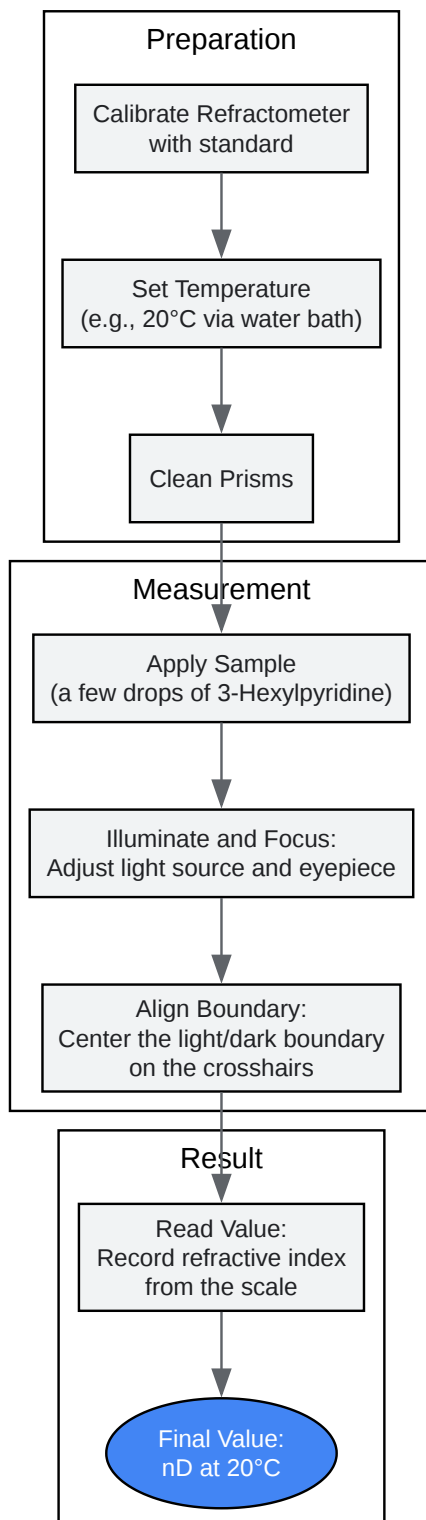 Preparation
Calibrate Refractometer
with standard
Set Temperature
(e.g., 20°C via water bath)
Clean Prisms
Measurement
Apply Sample
(a few drops of 3-Hexylpyridine)
Illuminate and Focus:
Adjust light source and eyepiece
Align Boundary:
Center the light/dark boundary
on the crosshairs
Result
Read Value:
Record refractive index
from the scale
Final Value:
nD at 20°C